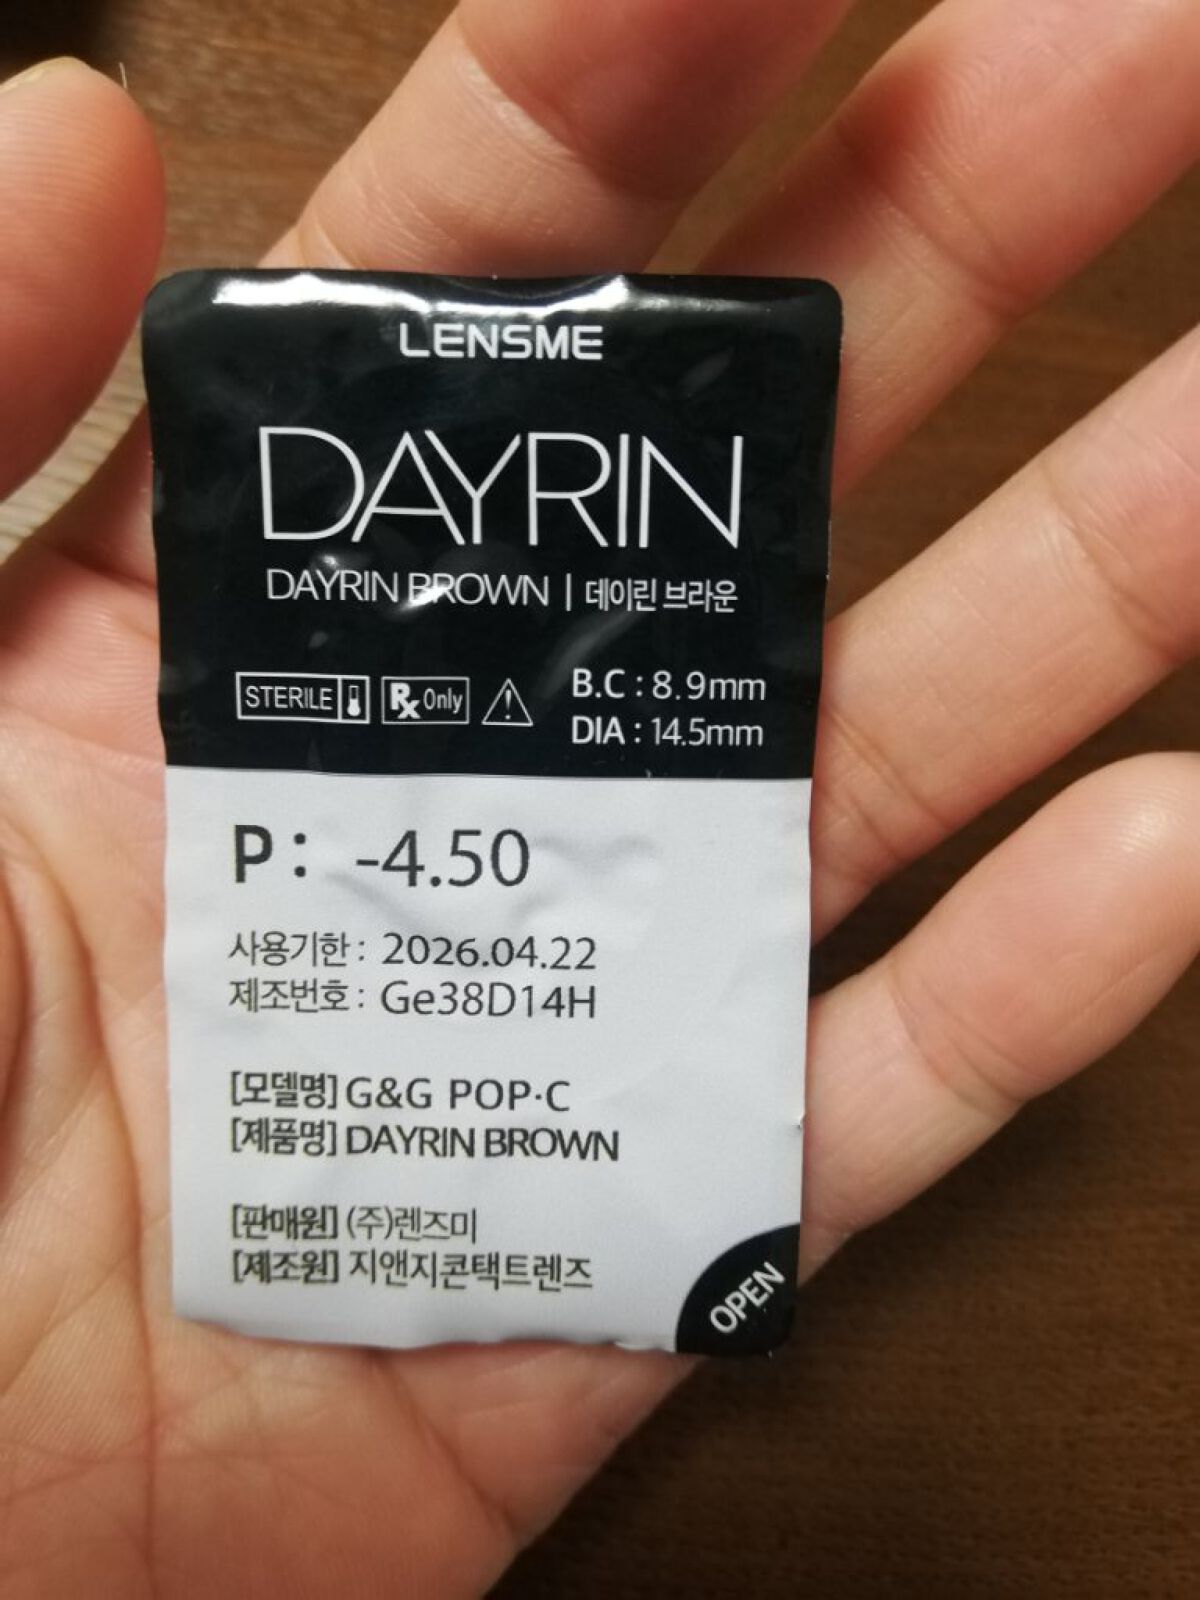 LENSME
DAYRIN
DAYRIN BROWN | 데이린 브라운
STERILE Rx Only B.C : 8.9mm
DIA : 14.5mm
P : -4.50
사용기한 : 2026.04.22
제조번호 : Ge38D14H
[모델명] G&G POP·C
[제품명] DAYRIN BROWN
[판매원] (주)렌즈미
[제조원] 지앤지콘택트렌즈
OPEN